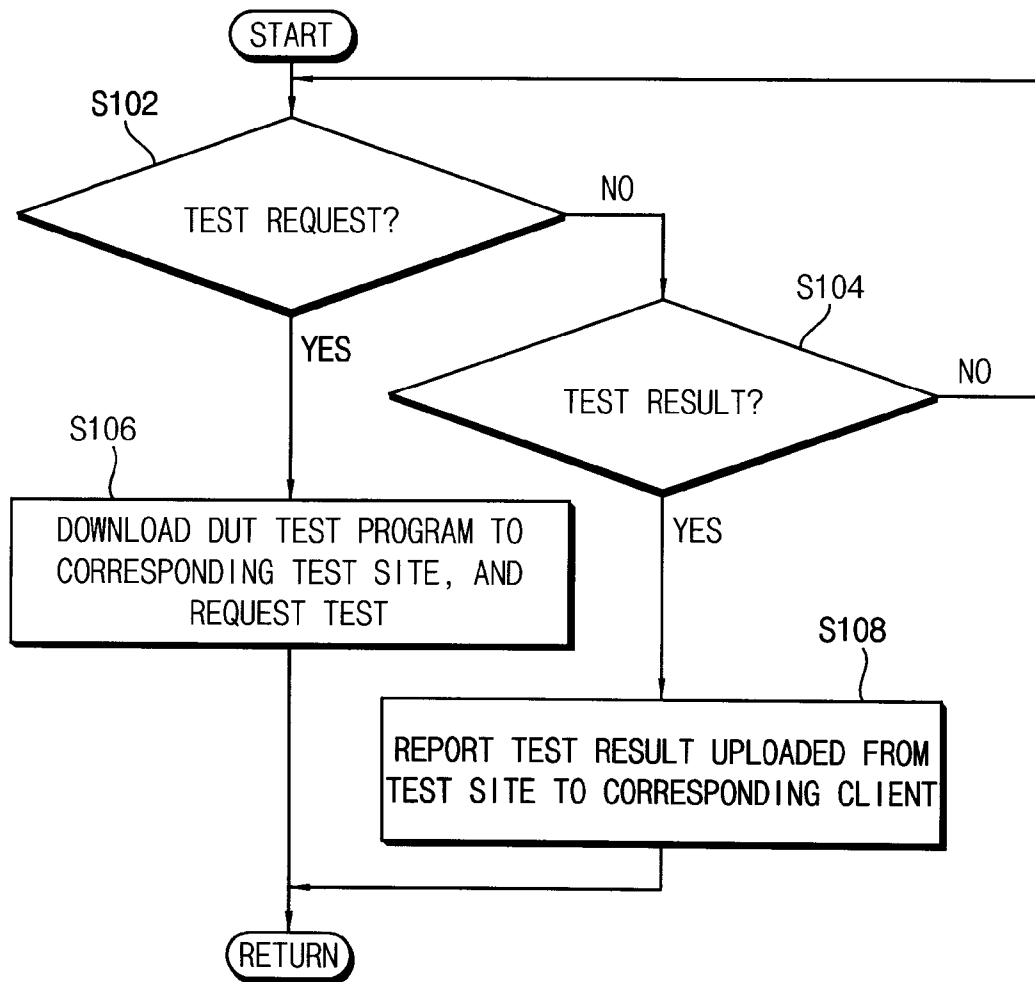 START
S102
TEST REQUEST?
NO
S104
YES
TEST RESULT?
NO
S106
DOWNLOAD DUT TEST PROGRAM TO
CORRESPONDING TEST SITE, AND
REQUEST TEST
YES
S108
REPORT TEST RESULT UPLOADED FROM
TEST SITE TO CORRESPONDING CLIENT
RETURN